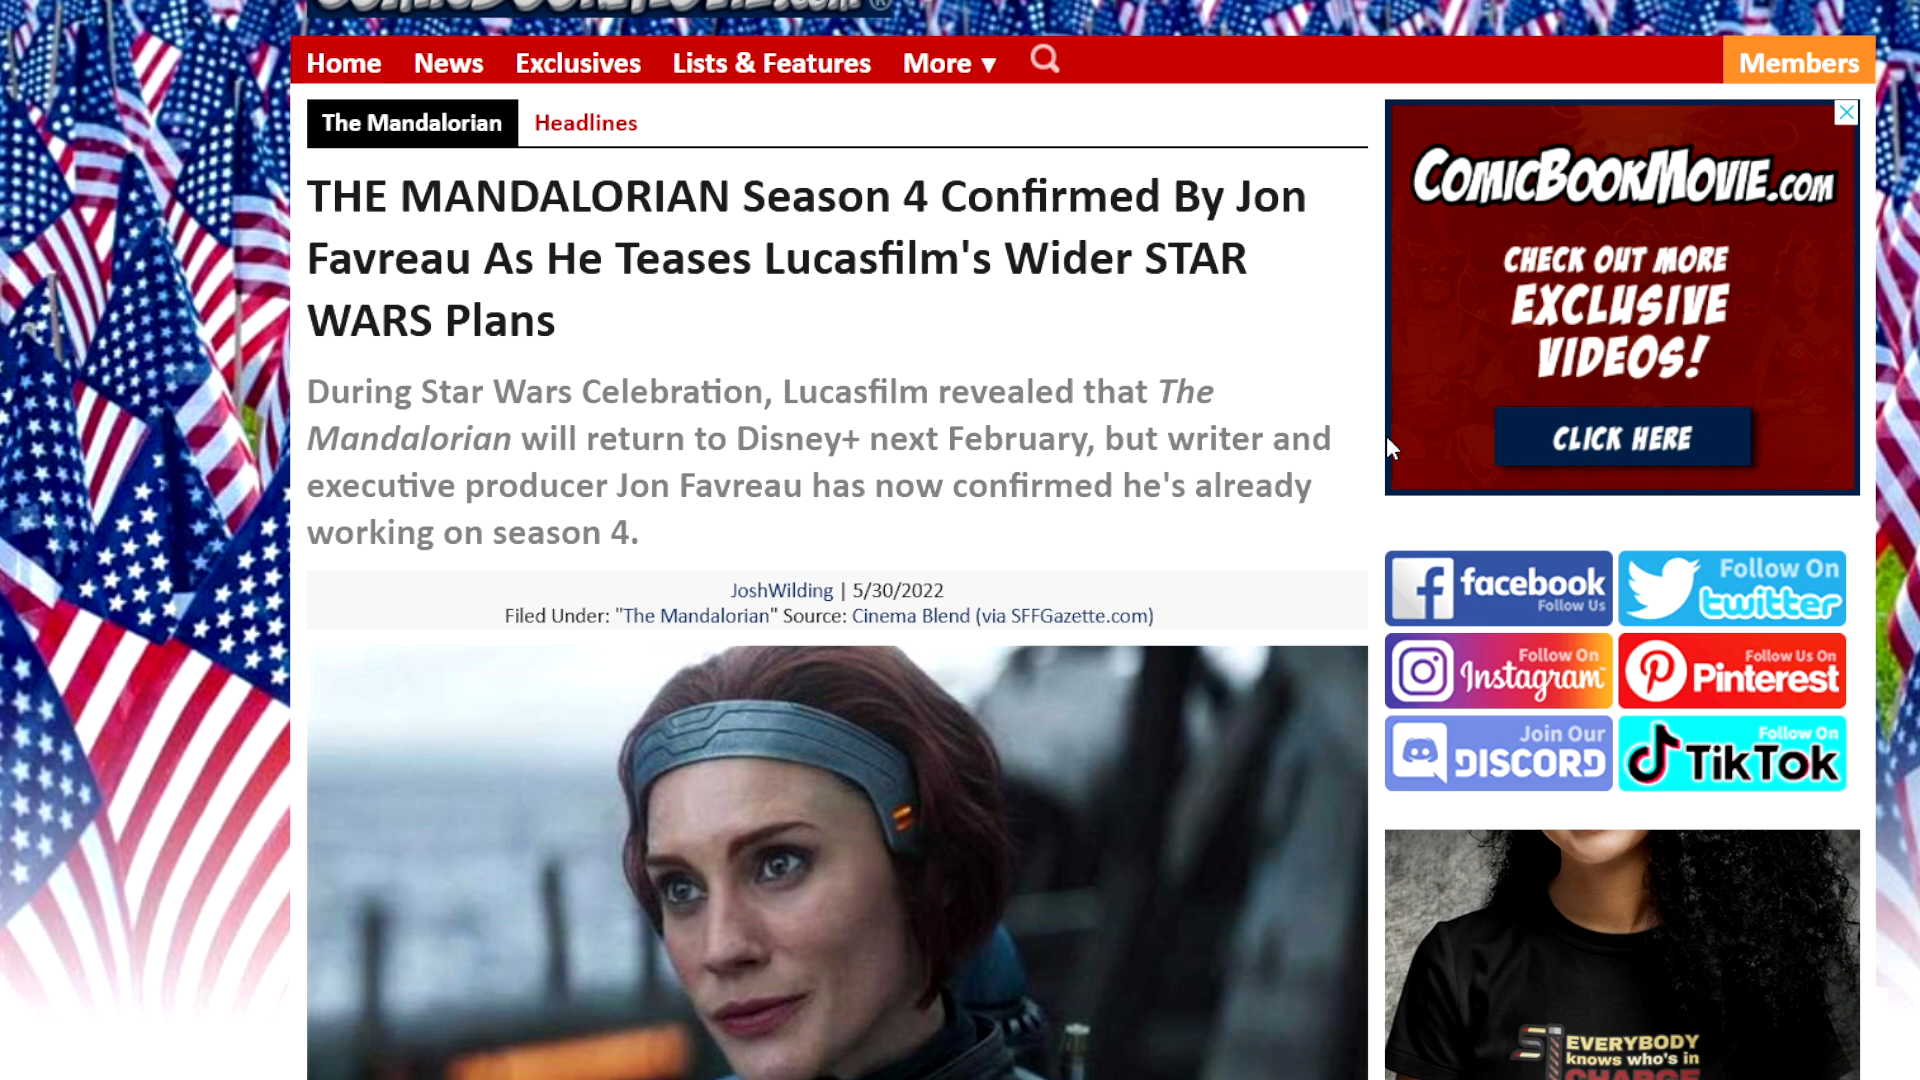 COMICBOOKMOVIE.com®
Home News Exclusives Lists & Features More ▼ Members
The Mandalorian Headlines
THE MANDALORIAN Season 4 Confirmed By Jon
Favreau As He Teases Lucasfilm's Wider STAR
WARS Plans
During Star Wars Celebration, Lucasfilm revealed that The
Mandalorian will return to Disney+ next February, but writer and
executive producer Jon Favreau has now confirmed he's already
working on season 4.
JoshWilding | 5/30/2022
Filed Under: "The Mandalorian" Source: Cinema Blend (via SFFGazette.com)
COMICBOOKMOVIE.COM
CHECK OUT MORE
EXCLUSIVE
VIDEOS!
CLICK HERE
facebook
Follow Us
Follow On
twitter
Follow On
Instagram™
Follow Us On
Pinterest
Join Our
DISCORD
Follow On
TikTok
EVERYBODY
knows who's in
CHARGE